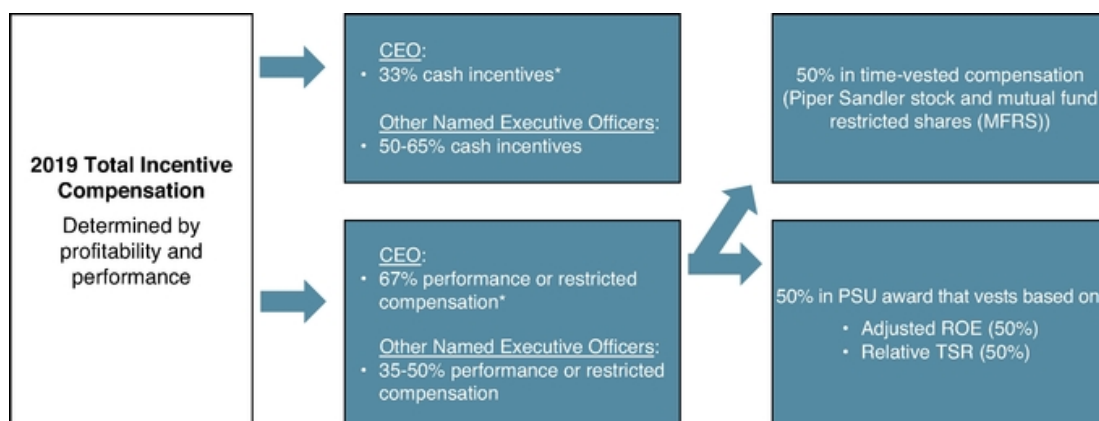 2019 Total Incentive
Compensation
Determined by
profitability and
performance
CEO:
• 33% cash incentives*
Other Named Executive Officers:
• 50-65% cash incentives
CEO:
• 67% performance or restricted
compensation*
Other Named Executive Officers:
• 35-50% performance or restricted
compensation
50% in time-vested compensation
(Piper Sandler stock and mutual fund
restricted shares (MFRS))
50% in PSU award that vests based on
• Adjusted ROE (50%)
• Relative TSR (50%)